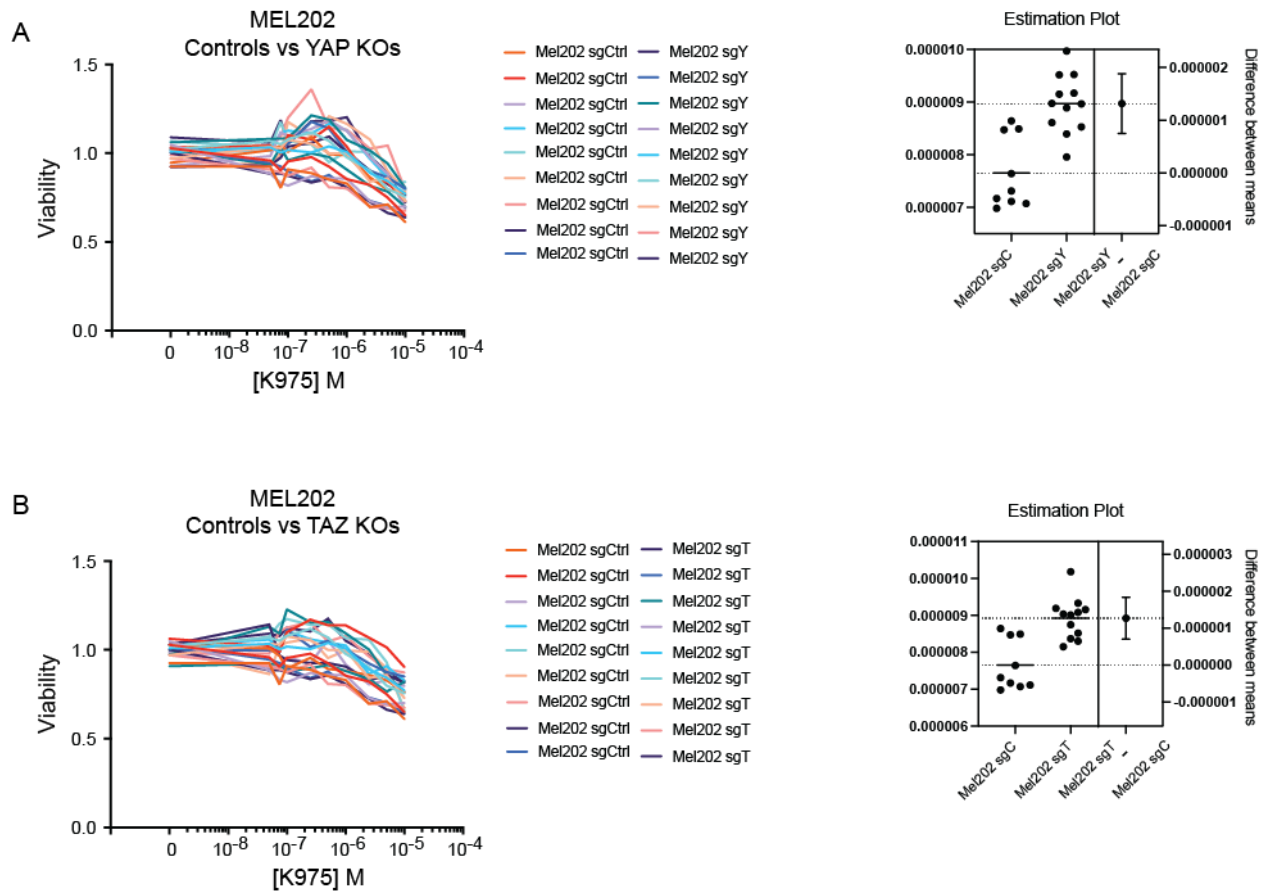 A
MEL202
Controls vs YAP KOs
Viability
1.5
1.0
0.5
0.0
0
10-8
10-7
10-6
10-5
10-4
[K975] M
Mel202 sgCtrl
Mel202 sgCtrl
Mel202 sgCtrl
Mel202 sgCtrl
Mel202 sgCtrl
Mel202 sgCtrl
Mel202 sgCtrl
Mel202 sgCtrl
Mel202 sgCtrl
Mel202 sgY
Mel202 sgY
Mel202 sgY
Mel202 sgY
Mel202 sgY
Mel202 sgY
Mel202 sgY
Mel202 sgY
Mel202 sgY
Estimation Plot
0.000010
0.000009
0.000008
0.000007
0.000002
0.000001
0.000000
-0.000001
Difference between means
Mel202 sgC
Mel202 sgY
Mel202 sgY
-
Mel202 sgC
B
MEL202
Controls vs TAZ KOs
Viability
1.5
1.0
0.5
0.0
0
10-8
10-7
10-6
10-5
10-4
[K975] M
Mel202 sgCtrl
Mel202 sgCtrl
Mel202 sgCtrl
Mel202 sgCtrl
Mel202 sgCtrl
Mel202 sgCtrl
Mel202 sgCtrl
Mel202 sgCtrl
Mel202 sgCtrl
Mel202 sgT
Mel202 sgT
Mel202 sgT
Mel202 sgT
Mel202 sgT
Mel202 sgT
Mel202 sgT
Mel202 sgT
Mel202 sgT
Estimation Plot
0.000011
0.000010
0.000009
0.000008
0.000007
0.000006
0.000003
0.000002
0.000001
0.000000
-0.000001
Difference between means
Mel202 sgC
Mel202 sgT
Mel202 sgT
-
Mel202 sgC